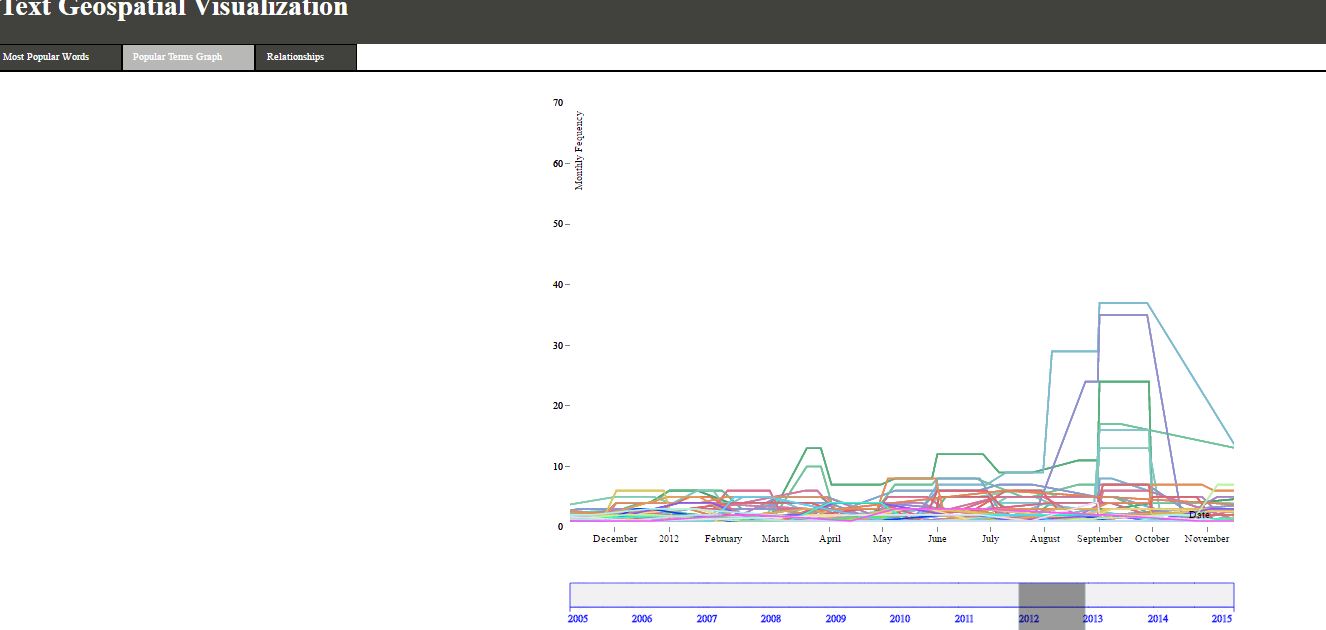 Text Geospatial Visualization
Most Popular Words
Popular Terms Graph
Relationships
70
60
50
40
30
20
10
0
Monthly Fequency
Date
December 2012 February March April May June July August September October November
2005 2006 2007 2008 2009 2010 2011 2012 2013 2014 2015